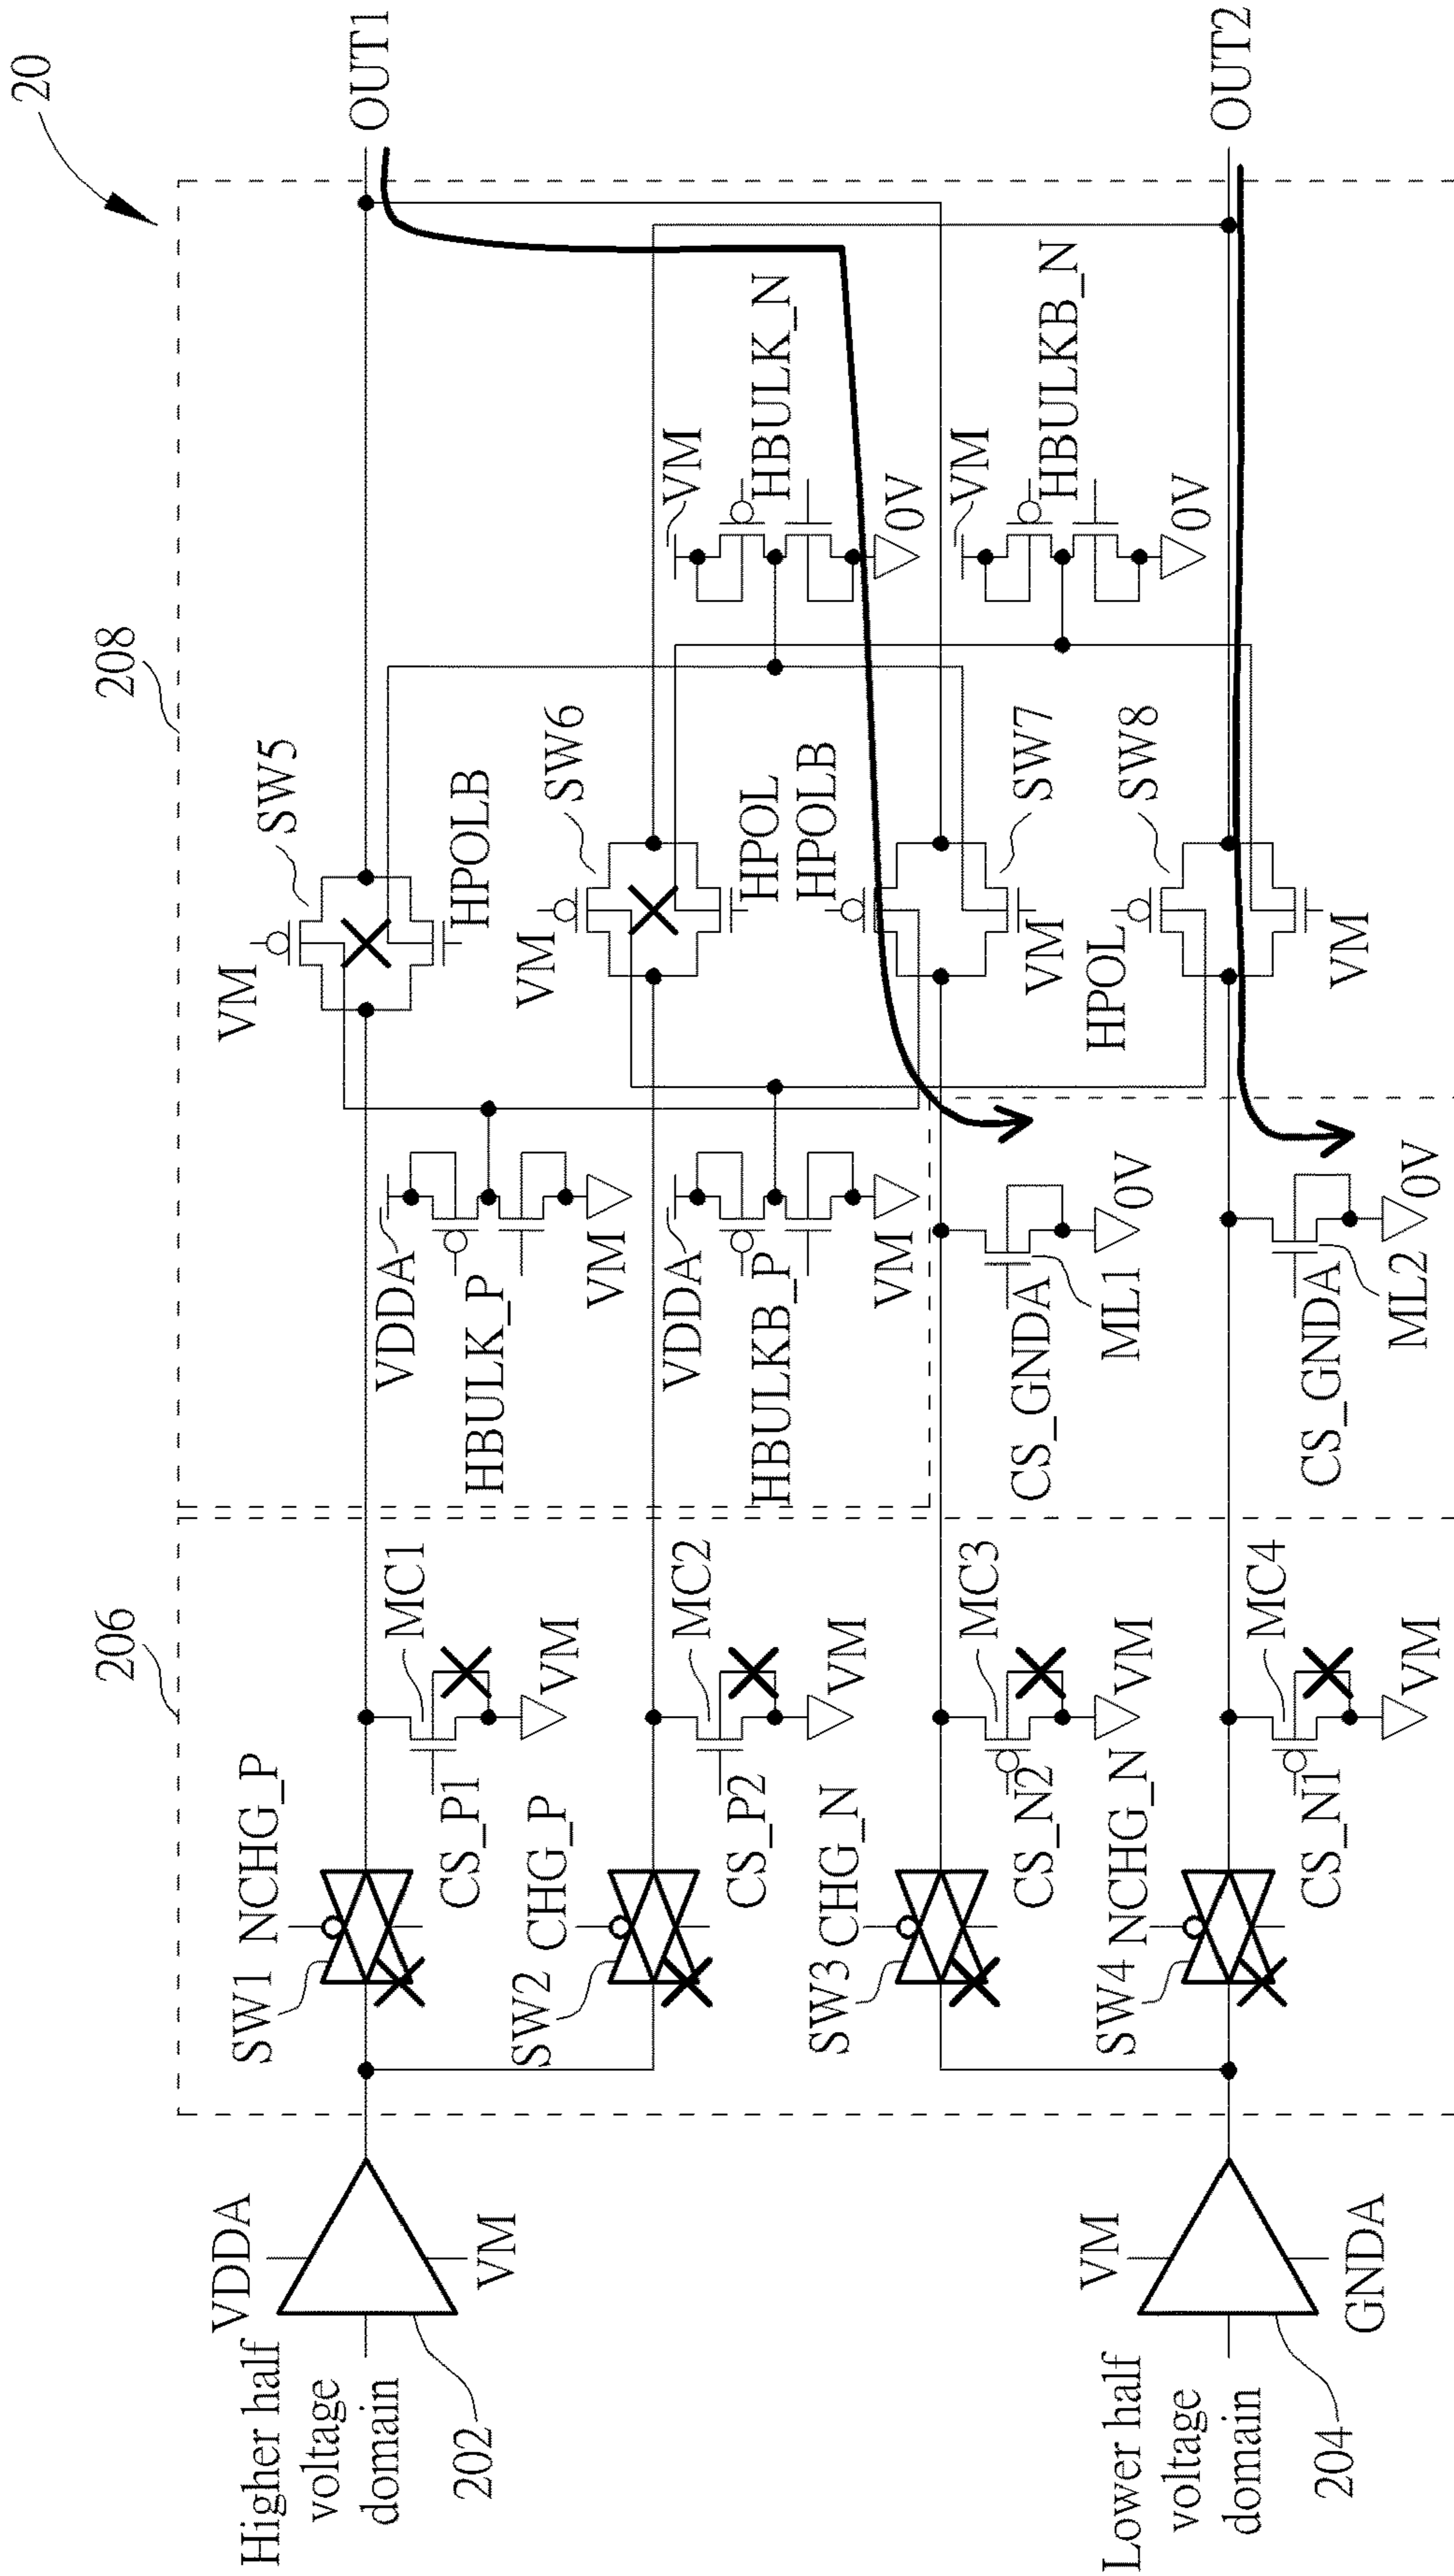 20
208
206
OUT1
OUT2
SW5
VM
HPOLB
SW6
VM
HPOL
HPOLB
SW7
VM
SW8
HPOL
VM
VM
HBULK_N
0V
VM
HBULKB_N
0V
VDDA
HBULK_P
VM
VDDA
HBULKB_P
VM
CS_GNDA
ML1
0V
CS_GNDA
ML2
0V
NCHG_P
SW1
CS_P1
MC1
VM
CHG_P
SW2
CS_P2
MC2
VM
CHG_N
SW3
CS_N2
MC3
VM
NCHG_N
SW4
CS_N1
MC4
VM
VDDA
VM
Higher half
voltage
domain
202
VM
GNDA
Lower half
voltage
domain
204